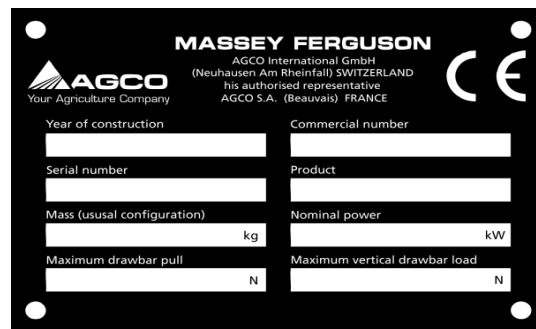 MASSEY FERGUSON
AGCO International GmbH
(Neuhausen Am Rheinfall) SWITZERLAND
his authorised representative
AGCO S.A. (Beauvais) FRANCE
AGCO
Your Agriculture Company
CE
Year of construction
Commercial number
Serial number
Product
Mass (ususal configuration)
Nominal power
kg
kW
Maximum drawbar pull
Maximum vertical drawbar load
N
N